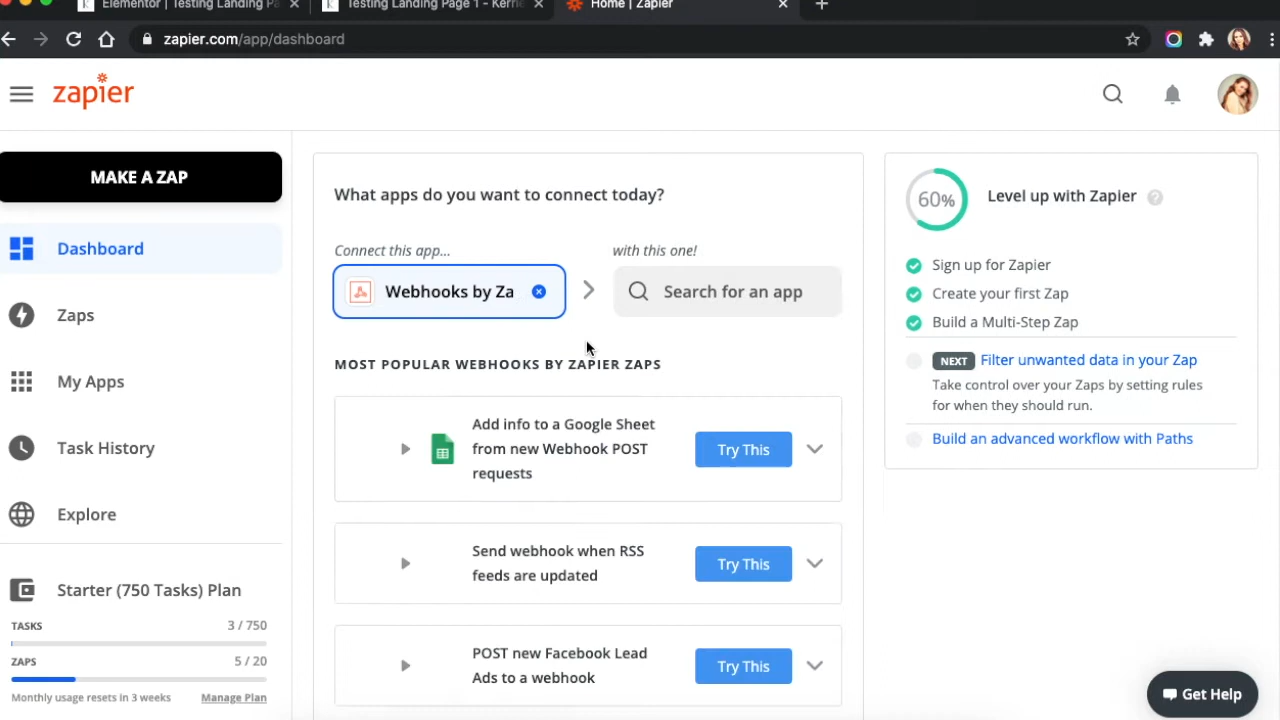 Elementor | Testing Landing Pa
Testing Landing Page 1 - Kerrie
Home | Zapier
zapier.com/app/dashboard
zapier
MAKE A ZAP
Dashboard
Zaps
My Apps
Task History
Explore
Starter (750 Tasks) Plan
TASKS 3 / 750
ZAPS 5 / 20
Monthly usage resets in 3 weeks Manage Plan
What apps do you want to connect today?
Connect this app... with this one!
Webhooks by Za Search for an app
MOST POPULAR WEBHOOKS BY ZAPIER ZAPS
Add info to a Google Sheet
from new Webhook POST
requests
Try This
Send webhook when RSS
feeds are updated
Try This
POST new Facebook Lead
Ads to a webhook
Try This
60% Level up with Zapier ?
Sign up for Zapier
Create your first Zap
Build a Multi-Step Zap
NEXT Filter unwanted data in your Zap
Take control over your Zaps by setting rules
for when they should run.
Build an advanced workflow with Paths
Get Help